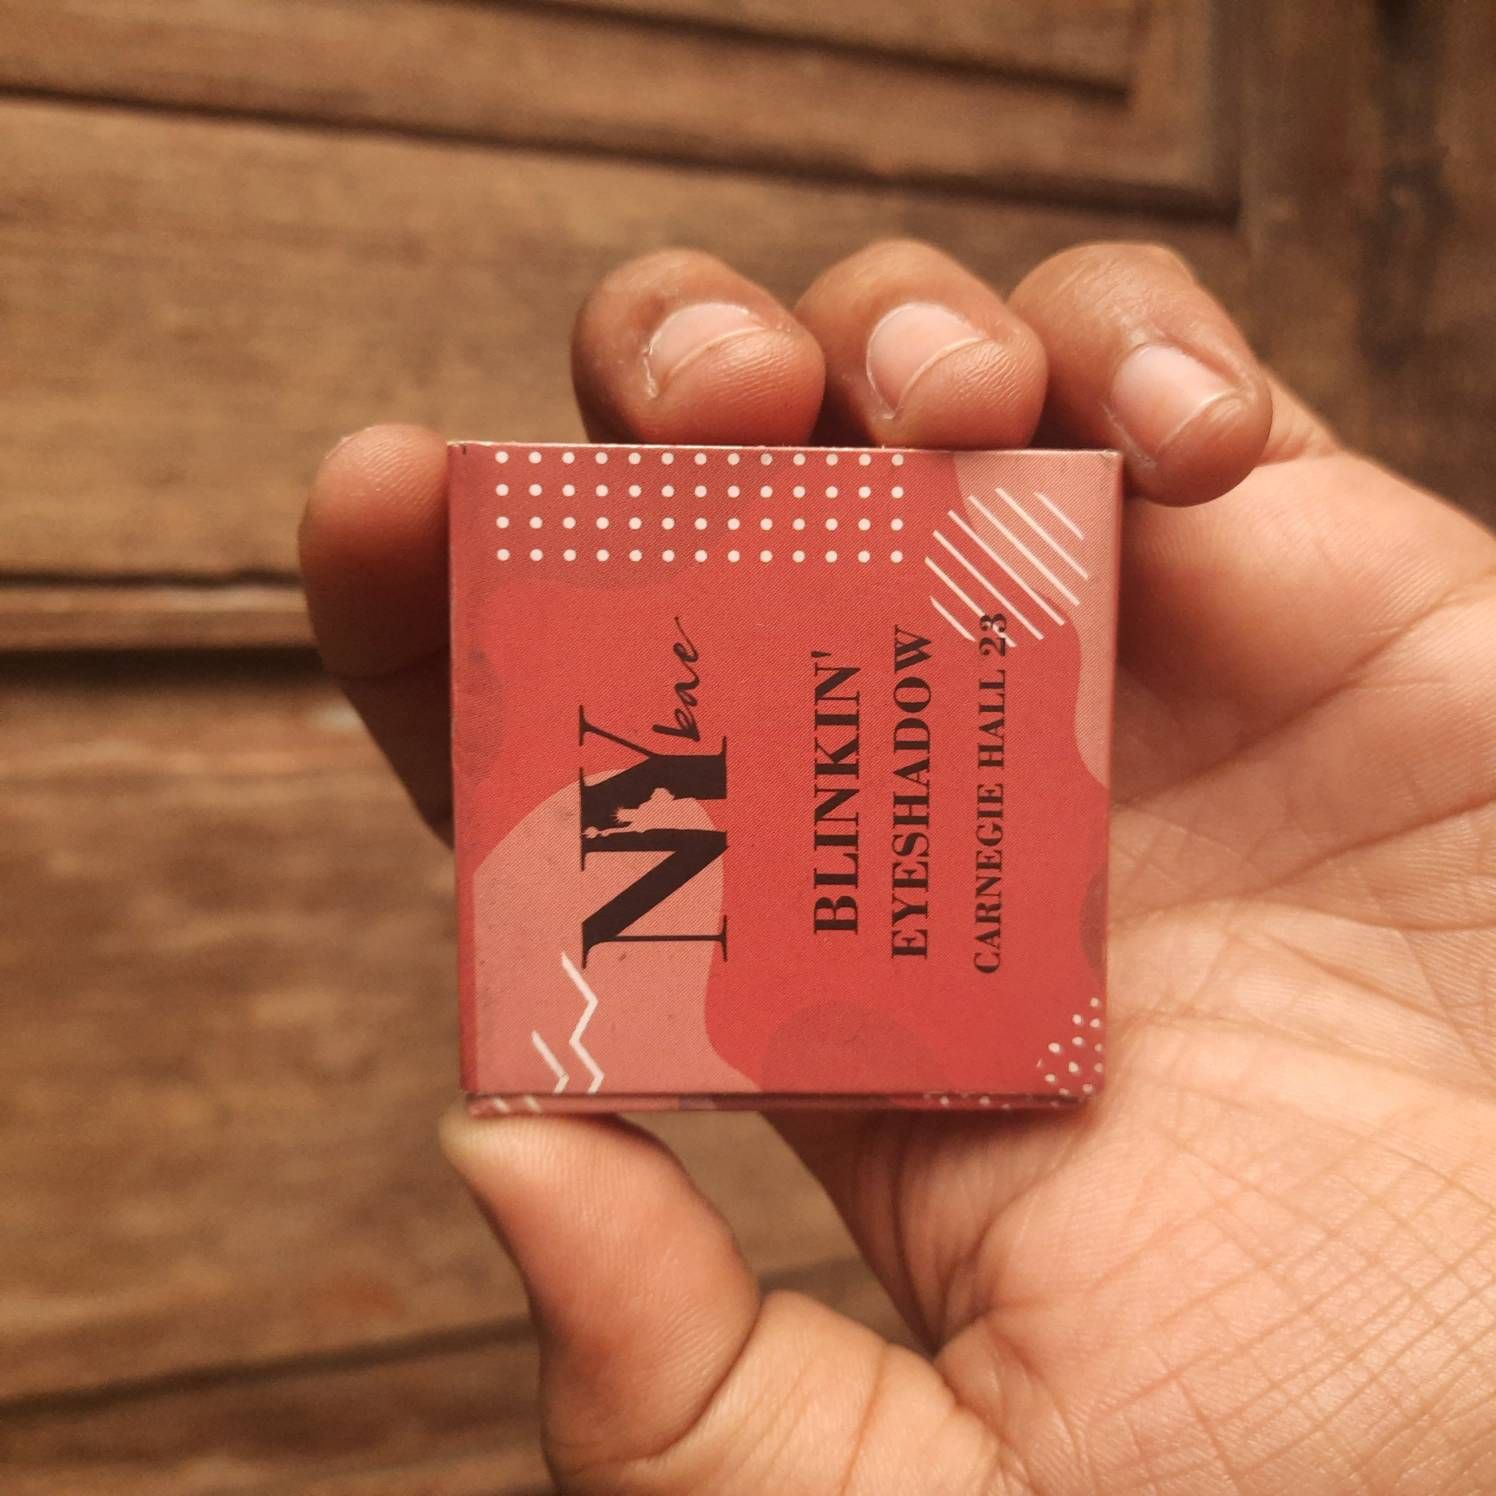 NY bae
BLINKIN'
EYESHADOW
CARNEGIE HALL 23